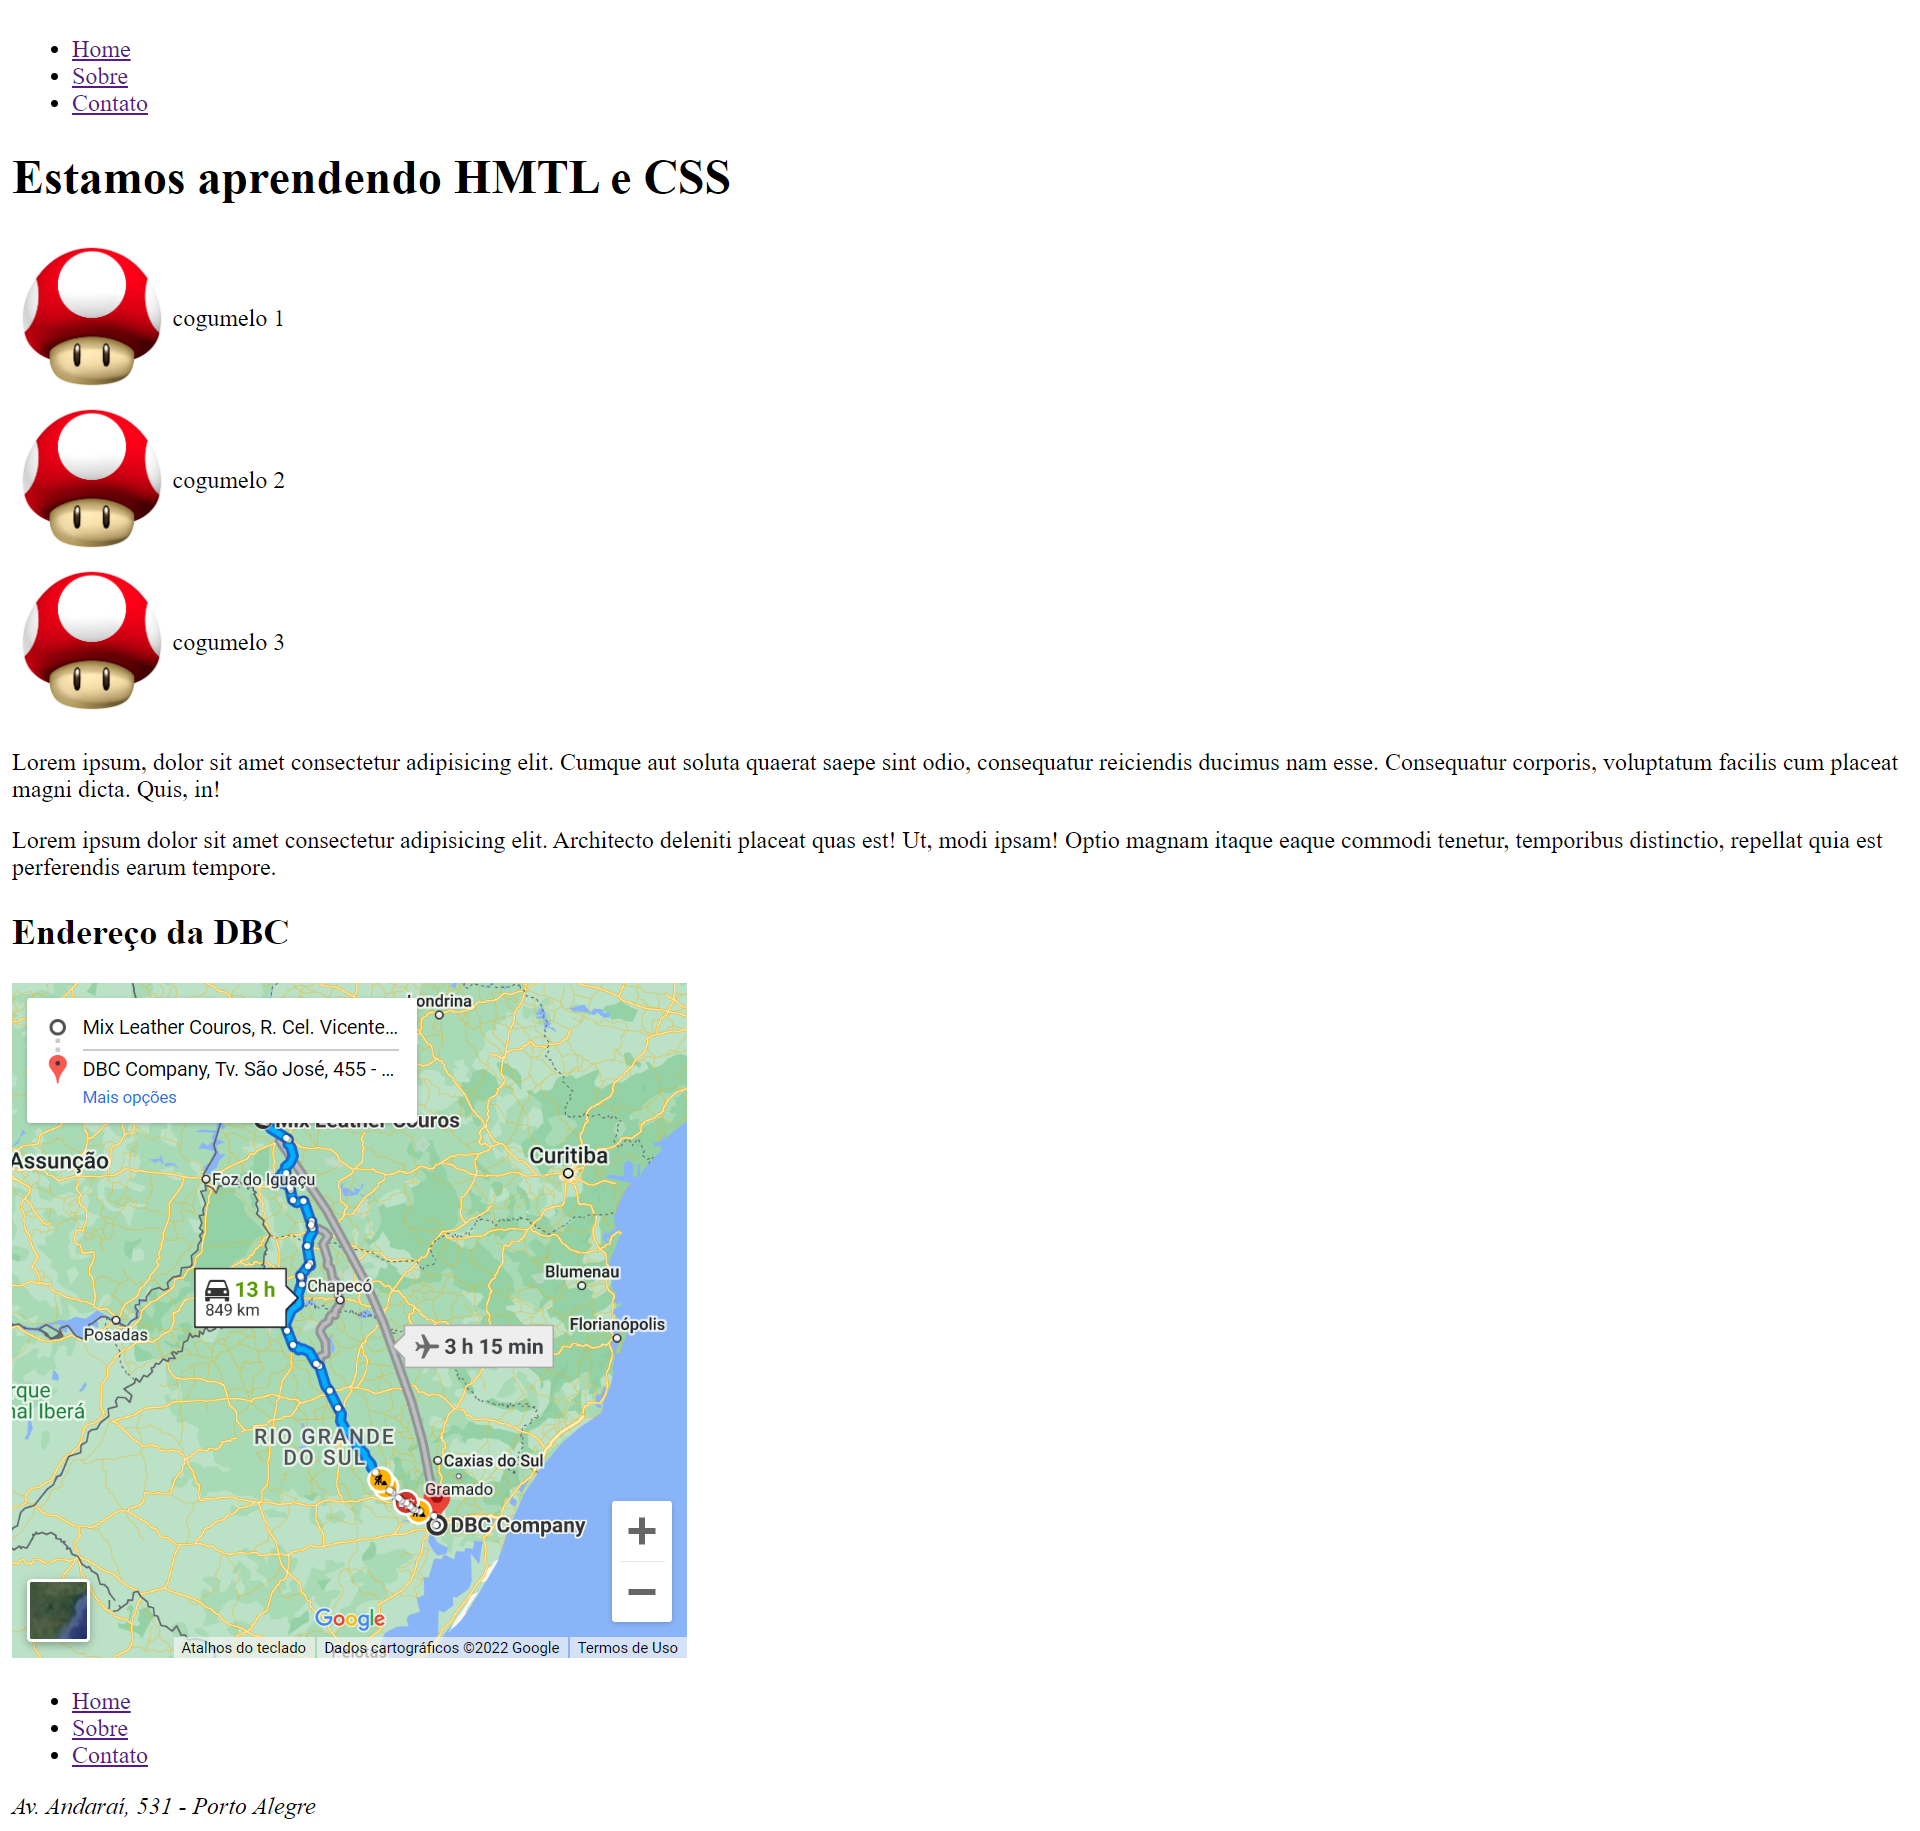 Home
Sobre
Contato
Estamos aprendendo HMTL e CSS
cogumelo 1
cogumelo 2
cogumelo 3
Lorem ipsum, dolor sit amet consectetur adipisicing elit. Cumque aut soluta quaerat saepe sint odio, consequatur reiciendis ducimus nam esse. Consequatur corporis, voluptatum facilis cum placeat
magni dicta. Quis, in!
Lorem ipsum dolor sit amet consectetur adipisicing elit. Architecto deleniti placeat quas est! Ut, modi ipsam! Optio magnam itaque eaque commodi tenetur, temporibus distinctio, repellat quia est
perferendis earum tempore.
Endereço da DBC
ondrina
Mix Leather Couros, R. Cel. Vicente...
DBC Company, Tv. São José, 455 - ...
Mais opções
Mix Leather Couros
Assunção
Curitiba
Foz do Iguaçu
Blumenau
13 h
Chapecó
849 km
Florianópolis
Posadas
3 h 15 min
rque
nal Iberá
RIO GRANDE
DO SUL
Caxias do Sul
Gramado
DBC Company
Google
Atalhos do teclado
Dados cartográficos ©2022 Google
Termos de Uso
Pelotas
Home
Sobre
Contato
Av. Andaraí, 531 - Porto Alegre